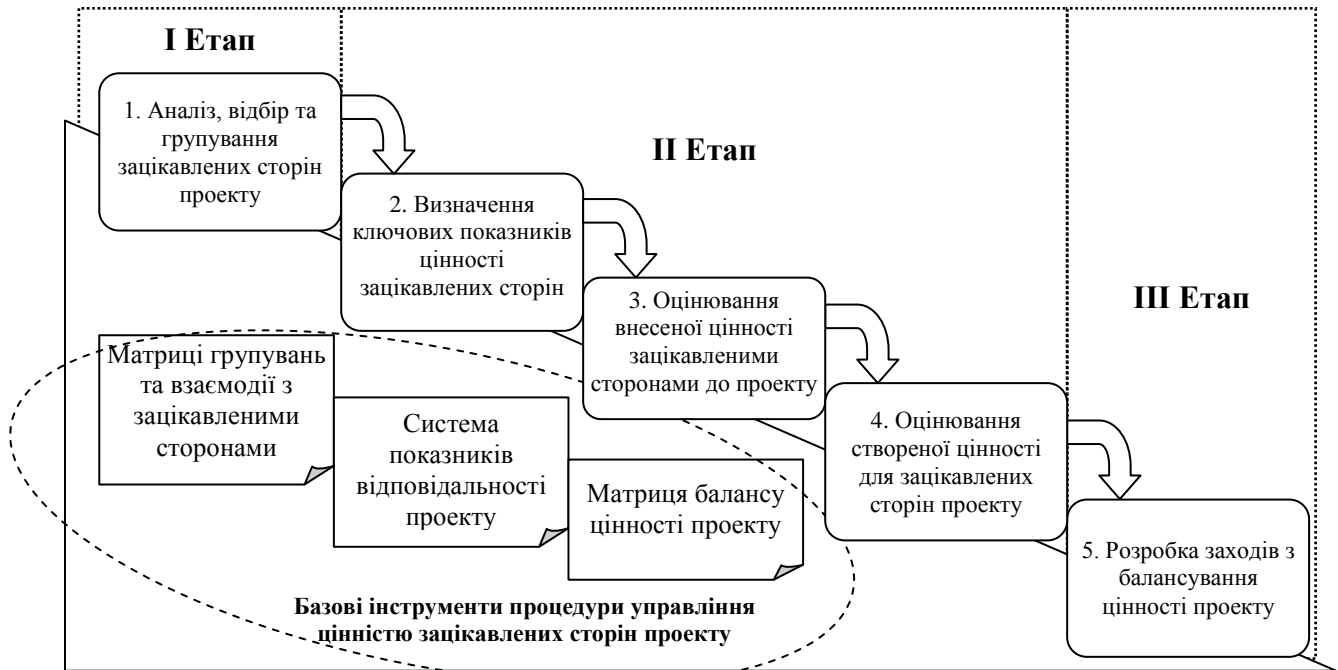 І Етап
1. Аналіз, відбір та
групування
зацікавлених сторін
проекту
ІІ Етап
2. Визначення
ключових показників
цінності
зацікавлених сторін
3. Оцінювання
внесеної цінності
зацікавленими
сторонами до проекту
ІІІ Етап
4. Оцінювання
створеної цінності
для зацікавлених
сторін проекту
5. Розробка заходів з
балансування
цінності проекту
Матриці групувань
та взаємодії з
зацікавленими
сторонами
Система
показників
відповідальності
проекту
Матриця балансу
цінності проекту
Базові інструменти процедури управління
цінністю зацікавлених сторін проекту